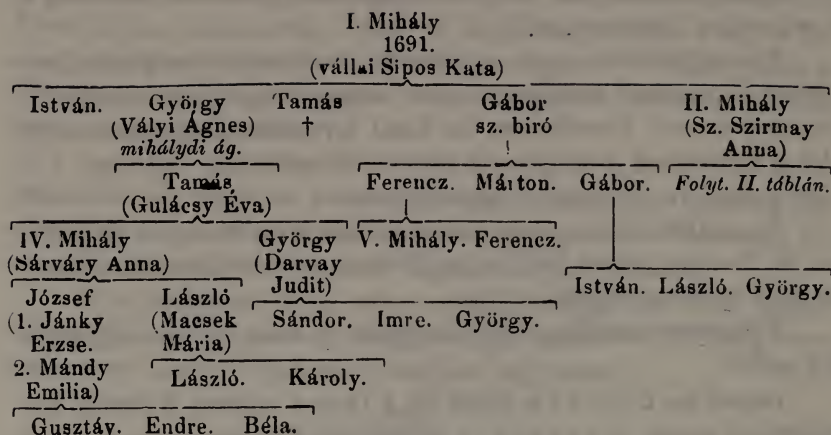 I. Mihály
1691.
(vállai Sipos Kata)
István. György Tamás Gábor II. Mihály
(Vályi Ágnes) † sz. biró (Sz. Szirmay
mihálydi ág. Anna)
Tamás Ferencz. Márton. Gábor. Folyt. II. táblán.
(Gulácsy Éva)
IV. Mihály György V. Mihály. Ferencz.
(Sárváry Anna) (Darvay
Judit) István. László. György.
József László
(1. Jánky (Macsek Sándor. Imre. György.
Erzse. Mária)
2. Mándy László. Károly.
Emilia)
Gusztáv. Endre. Béla.